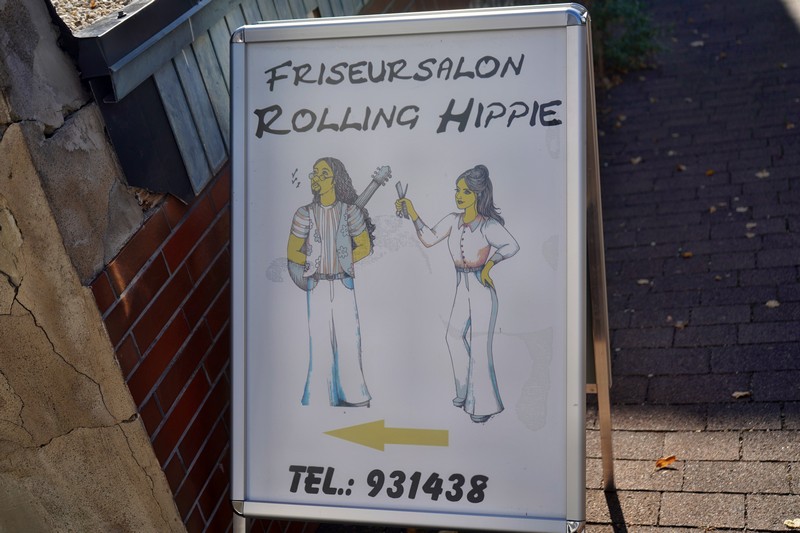 FRISEURSALON
ROLLING HIPPIE
TEL.: 931438